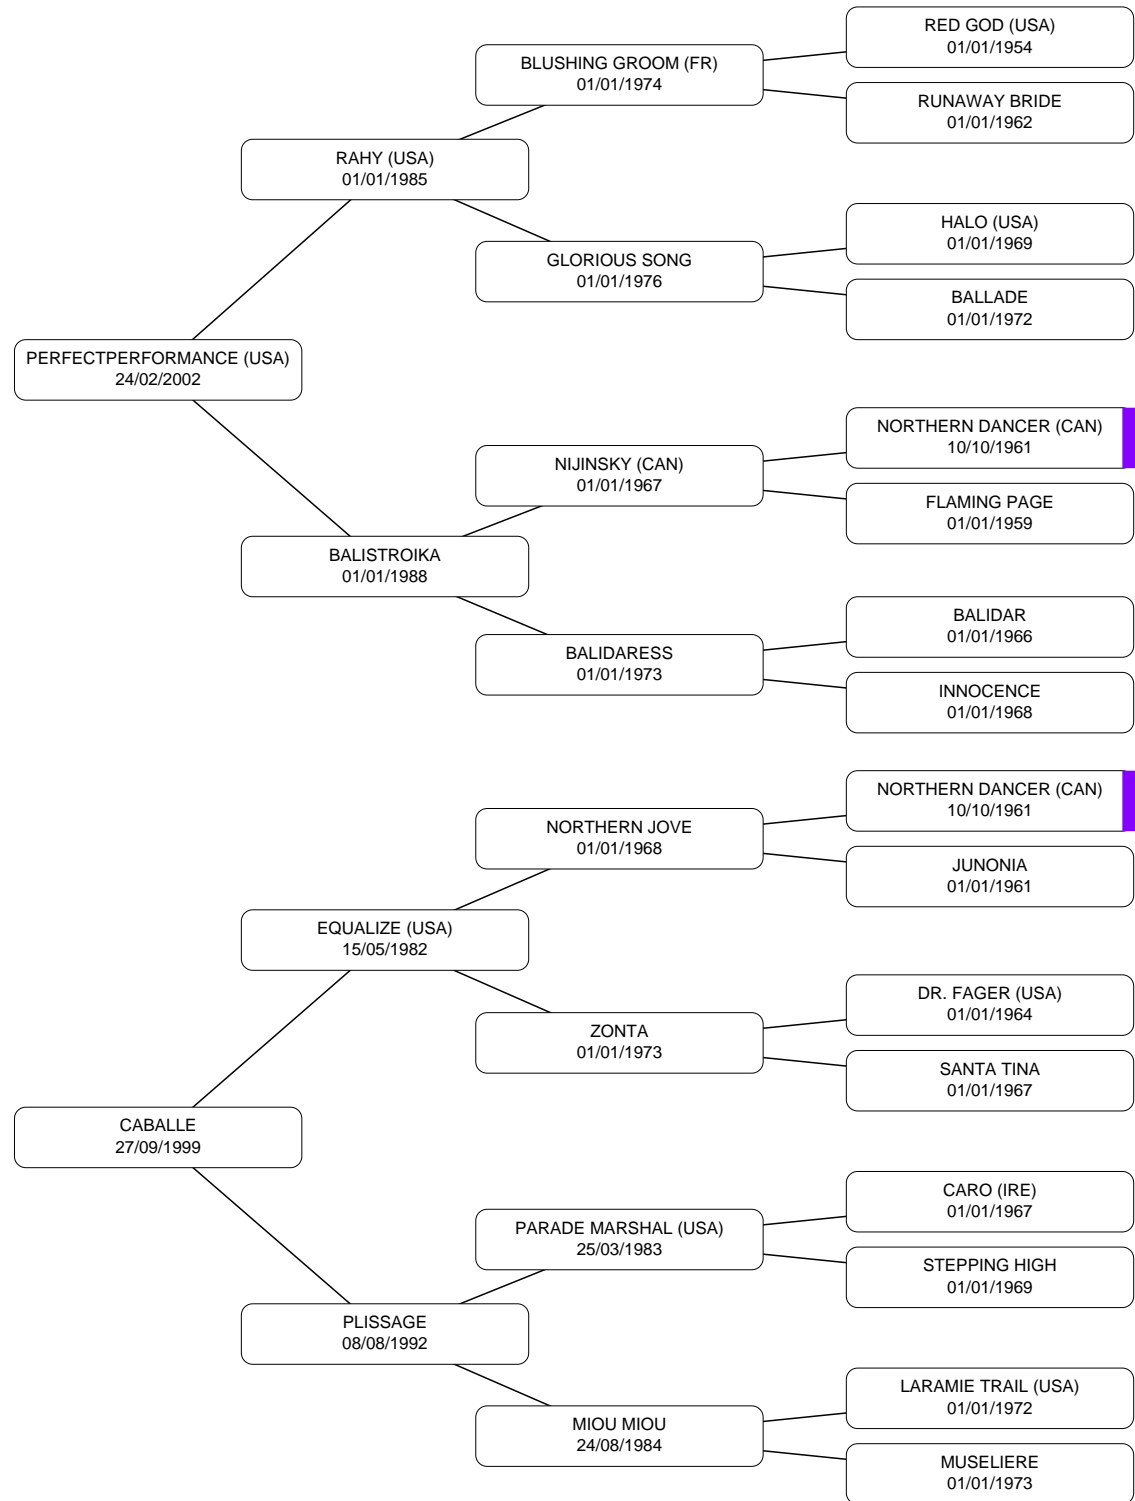 RED GOD (USA)
01/01/1954
BLUSHING GROOM (FR)
01/01/1974
RUNAWAY BRIDE
01/01/1962
RAHY (USA)
01/01/1985
HALO (USA)
01/01/1969
GLORIOUS SONG
01/01/1976
BALLADE
01/01/1972
PERFECTPERFORMANCE (USA)
24/02/2002
NORTHERN DANCER (CAN)
10/10/1961
NIJINSKY (CAN)
01/01/1967
FLAMING PAGE
01/01/1959
BALISTROIKA
01/01/1988
BALIDAR
01/01/1966
BALIDARESS
01/01/1973
INNOCENCE
01/01/1968
NORTHERN DANCER (CAN)
10/10/1961
NORTHERN JOVE
01/01/1968
JUNONIA
01/01/1961
EQUALIZE (USA)
15/05/1982
DR. FAGER (USA)
01/01/1964
ZONTA
01/01/1973
SANTA TINA
01/01/1967
CABALLE
27/09/1999
CARO (IRE)
01/01/1967
PARADE MARSHAL (USA)
25/03/1983
STEPPING HIGH
01/01/1969
PLISSAGE
08/08/1992
LARAMIE TRAIL (USA)
01/01/1972
MIOU MIOU
24/08/1984
MUSELIERE
01/01/1973